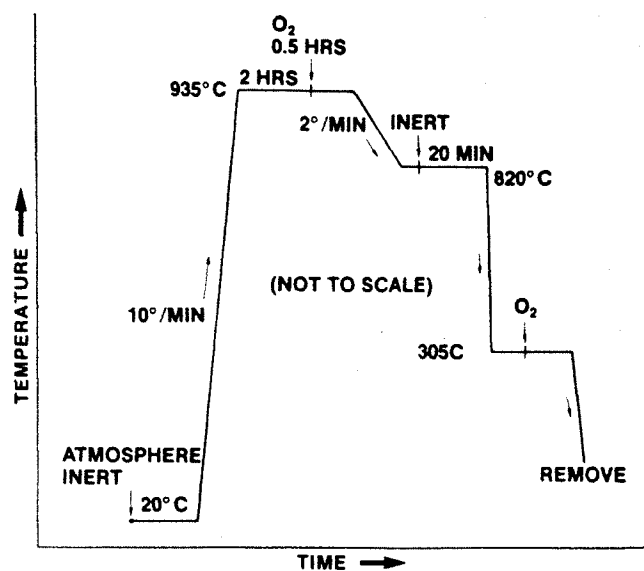 O₂
0.5 HRS
2 HRS
935°C
2°/MIN
INERT
20 MIN
820°C
(NOT TO SCALE)
10°/MIN
O₂
305C
ATMOSPHERE
INERT
20°C
REMOVE
TEMPERATURE
TIME